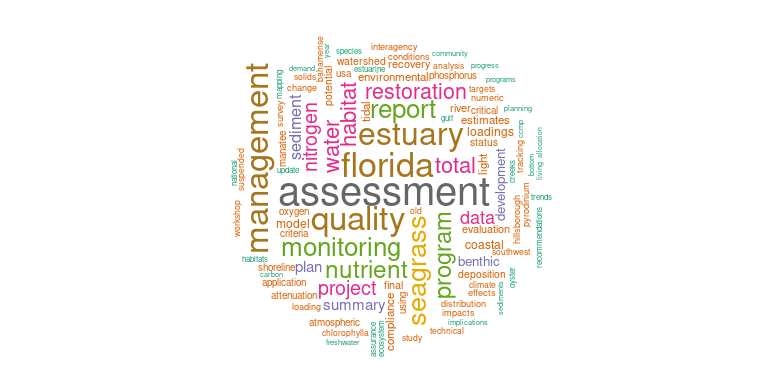 species
interagency
year
conditions
community
bahamense
watershed
recovery
analysis
progress
demand
usa
estuarine
solids
environmental
phosphorus
programs
management
mapping
change
potential
habitat
restoration
targets
numeric
survey
sediment
nitrogen
water
tidal
report
river
critical
planning
gulf
estimates
manatee
estuary
loadings
ccmp
status
tracking
allocation
national
suspended
update
florida
total
light
creeks
bottom
living
assessment
development
pyrodinium
trends
workshop
oxygen
model
criteria
quality
old
data
evaluation
hillsborough
recommendations
monitoring
seagrass
program
coastal
southwest
habitats
shoreline
plan
carbon
nutrient
benthic
deposition
oyster
application
project
final
climate
effects
sediments
attenuation
loading
summary
using
distribution
impacts
atmospheric
compliance
implications
chlorophylla
technical
freshwater
assurance
ecosystem
study